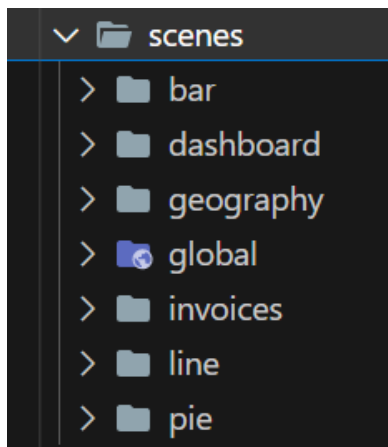 scenes
bar
dashboard
geography
global
invoices
line
pie